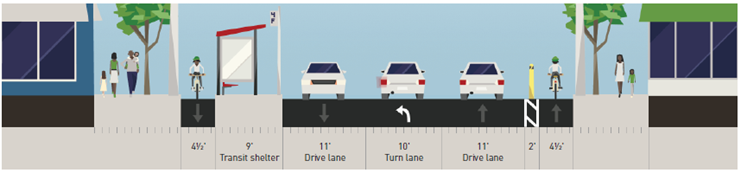 4½'
9'
Transit shelter
11'
Drive lane
10'
Turn lane
11'
Drive lane
2'
4½'